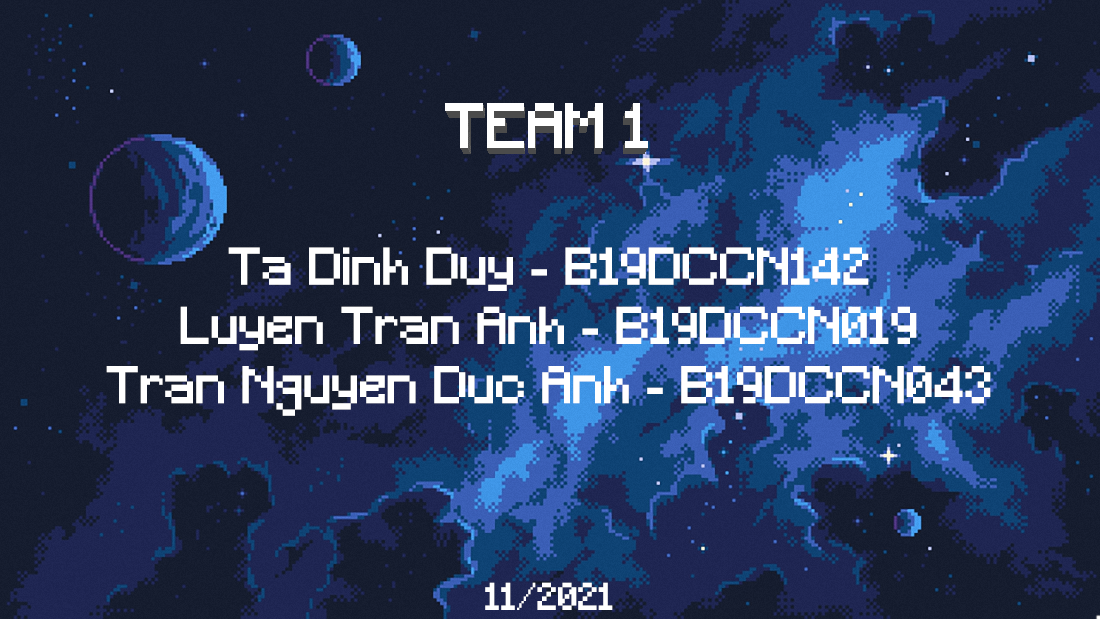 TEAM 1
Ta Dinh Duy - B19DCCN142
Luyen Tran Anh - B19DCCN019
Tran Nguyen Duc Anh - B19DCCN043
11/2021